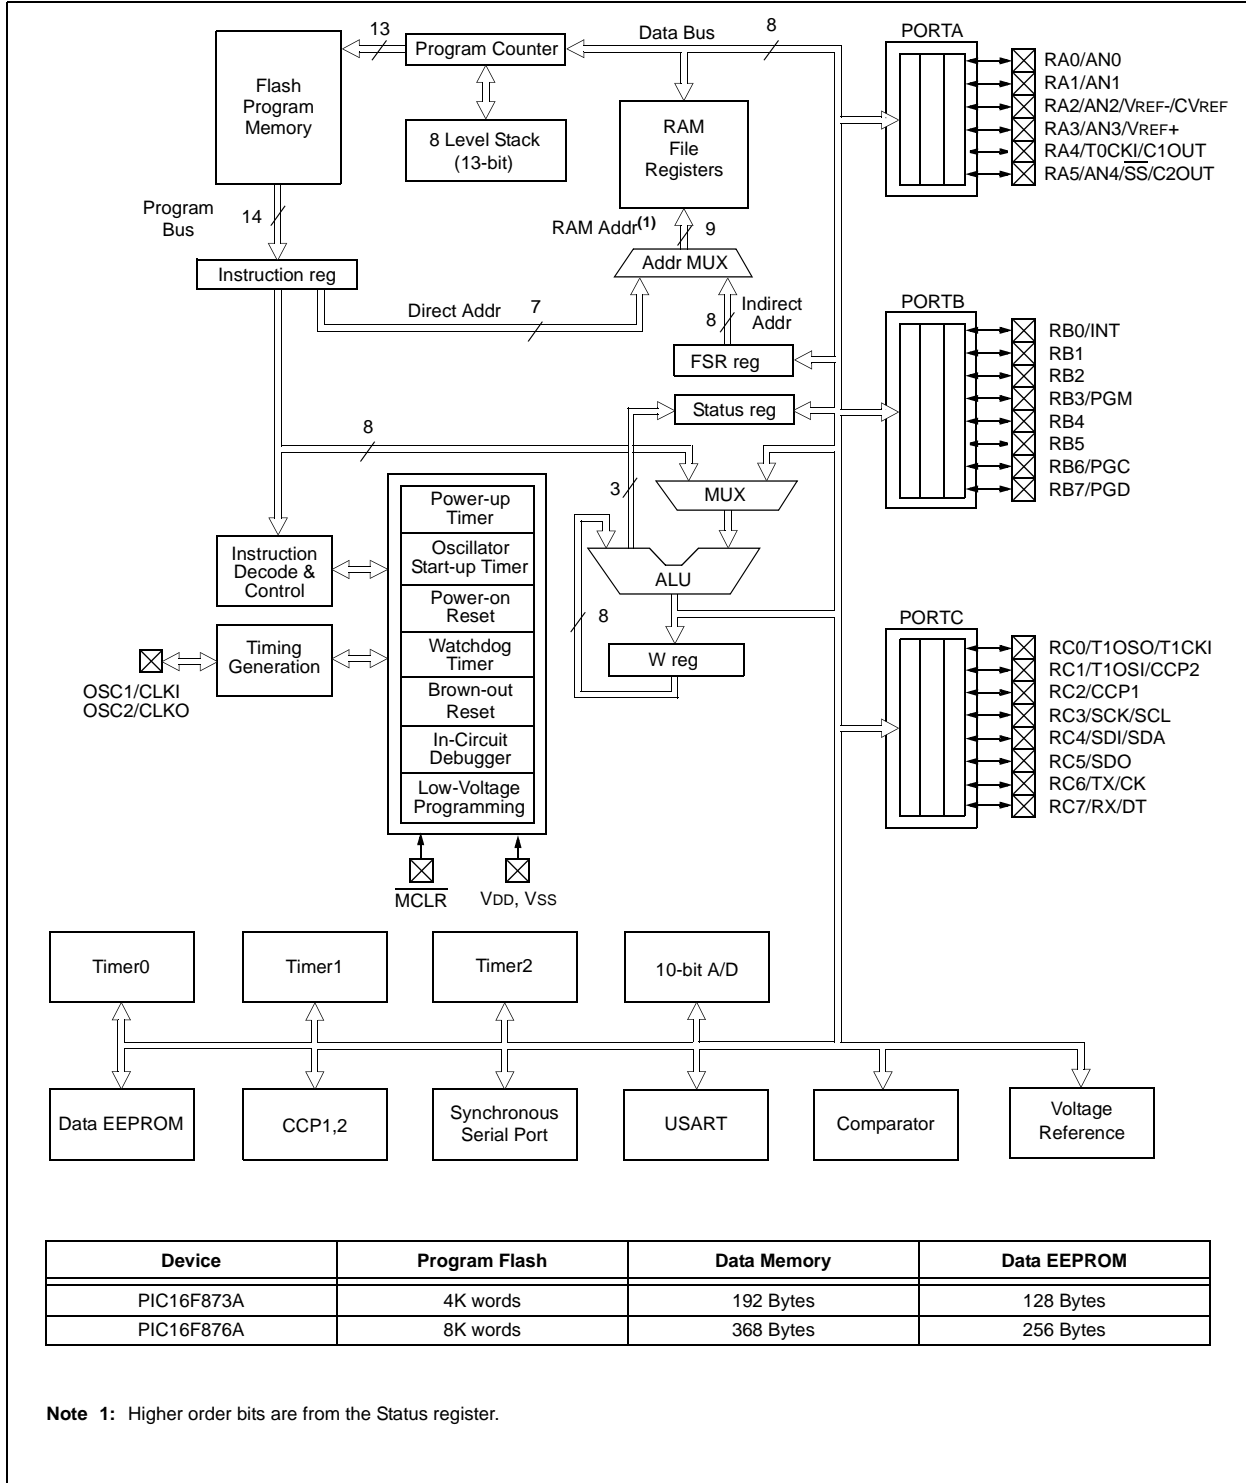 13
Program Counter
Data Bus
8
Flash
Program
Memory
8 Level Stack
(13-bit)
RAM
File
Registers
Program
Bus
14
RAM Addr(1)
9
Addr MUX
Instruction reg
Direct Addr
7
8
Indirect
Addr
FSR reg
Status reg
8
3
MUX
ALU
8
W reg
Instruction
Decode &
Control
Timing
Generation
OSC1/CLKI
OSC2/CLKO
Power-up
Timer
Oscillator
Start-up Timer
Power-on
Reset
Watchdog
Timer
Brown-out
Reset
In-Circuit
Debugger
Low-Voltage
Programming
MCLR
VDD, VSS
PORTA
RA0/AN0
RA1/AN1
RA2/AN2/VREF-/CVREF
RA3/AN3/VREF+
RA4/T0CKI/C1OUT
RA5/AN4/SS/C2OUT
PORTB
RB0/INT
RB1
RB2
RB3/PGM
RB4
RB5
RB6/PGC
RB7/PGD
PORTC
RC0/T1OSO/T1CKI
RC1/T1OSI/CCP2
RC2/CCP1
RC3/SCK/SCL
RC4/SDI/SDA
RC5/SDO
RC6/TX/CK
RC7/RX/DT
Timer0
Timer1
Timer2
10-bit A/D
Data EEPROM
CCP1,2
Synchronous
Serial Port
USART
Comparator
Voltage
Reference
Device Program Flash Data Memory Data EEPROM
PIC16F873A 4K words 192 Bytes 128 Bytes
PIC16F876A 8K words 368 Bytes 256 Bytes
Note 1: Higher order bits are from the Status register.